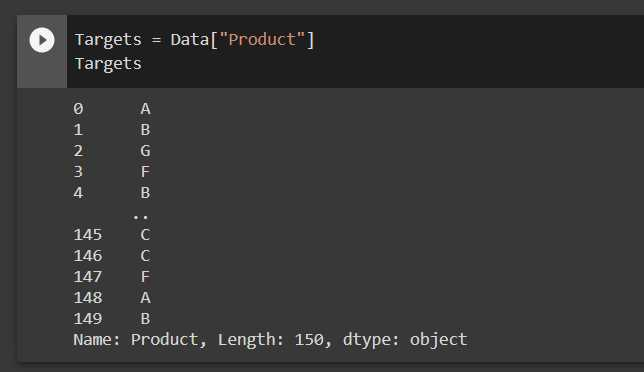 Targets = Data["Product"]
Targets
0 A
1 B
2 G
3 F
4 B
..
145 C
146 C
147 F
148 A
149 B
Name: Product, Length: 150, dtype: object